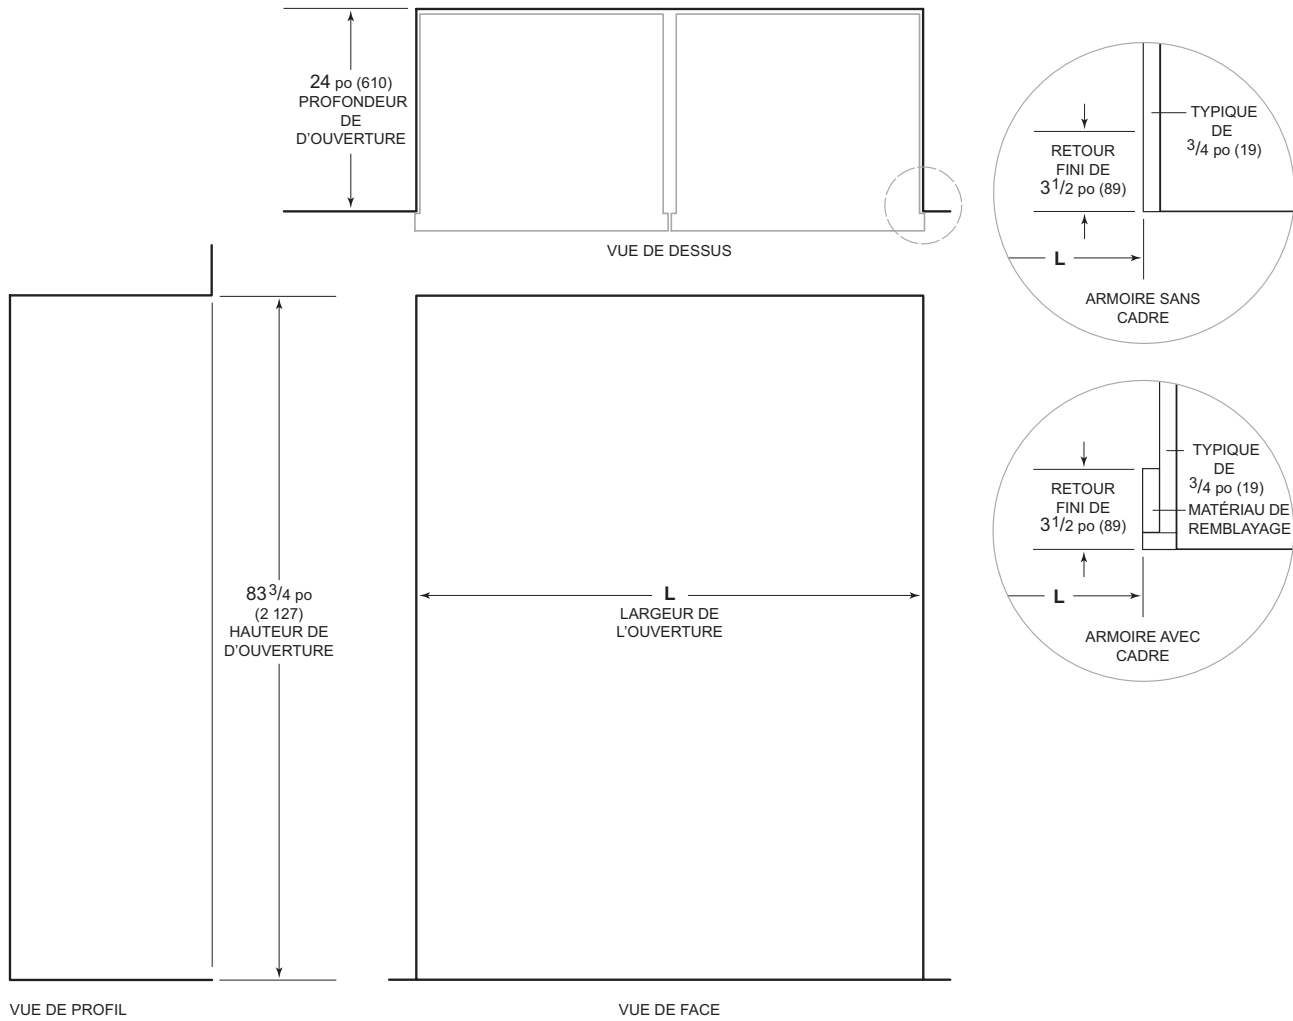 24 po (610)
PROFONDEUR
DE
D'OUVERTURE
VUE DE DESSUS
TYPIQUE
DE
3/4 po (19)
RETOUR
FINI DE
3 1/2 po (89)
L
ARMOIRE SANS
CADRE
TYPIQUE
DE
3/4 po (19)
MATÉRIAU DE
REMBLAYAGE
RETOUR
FINI DE
3 1/2 po (89)
L
ARMOIRE AVEC
CADRE
83 3/4 po
(2 127)
HAUTEUR DE
D'OUVERTURE
L
LARGEUR DE
L'OUVERTURE
VUE DE PROFIL
VUE DE FACE